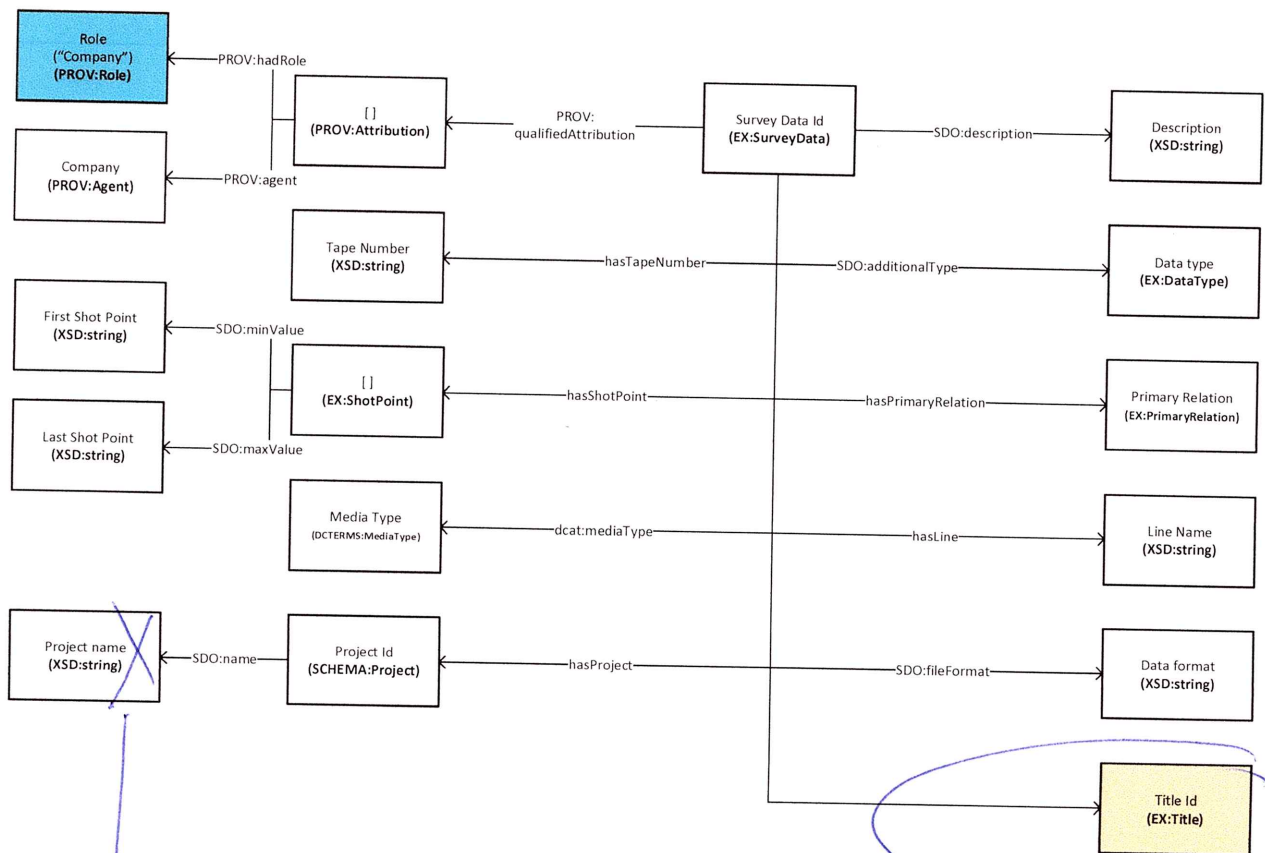 Role
("Company")
(PROV:Role)
PROV:hadRole
[ ]
(PROV:Attribution)
PROV:
qualifiedAttribution
Survey Data Id
(EX:SurveyData)
SDO:description
Description
(XSD:string)
Company
(PROV:Agent)
PROV:agent
Tape Number
(XSD:string)
hasTapeNumber
SDO:additionalType
Data type
(EX:DataType)
First Shot Point
(XSD:string)
SDO:minValue
[ ]
(EX:ShotPoint)
hasShotPoint
hasPrimaryRelation
Primary Relation
(EX:PrimaryRelation)
Last Shot Point
(XSD:string)
SDO:maxValue
Media Type
(DCTERMS:MediaType)
dcat:mediaType
hasLine
Line Name
(XSD:string)
Project name
(XSD:string)
SDO:name
Project Id
(SCHEMA:Project)
hasProject
SDO:fileFormat
Data format
(XSD:string)
Title Id
(EX:Title)